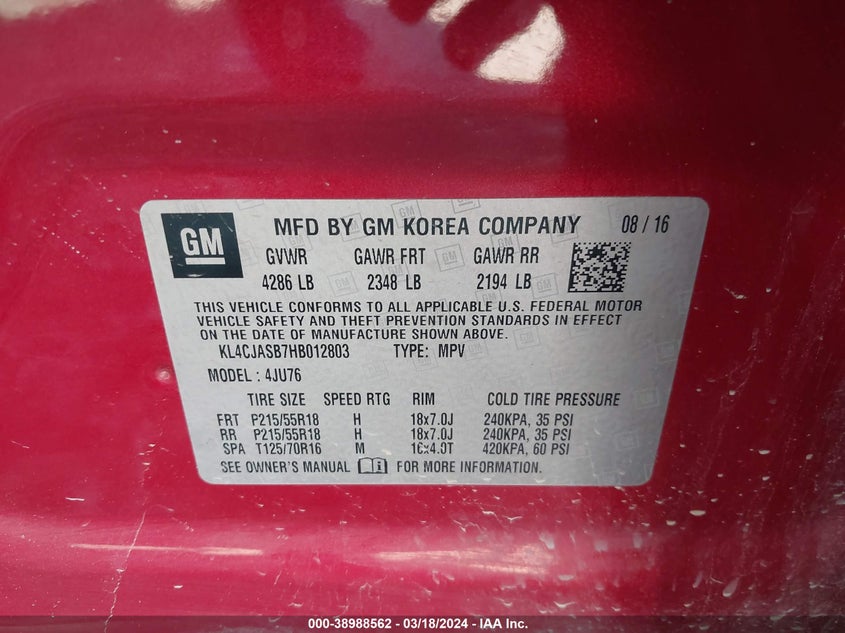 GM MFD BY GM KOREA COMPANY 08 / 16
GVWR GAWR FRT GAWR RR
4286 LB 2348 LB 2194 LB
THIS VEHICLE CONFORMS TO ALL APPLICABLE U.S. FEDERAL MOTOR
VEHICLE SAFETY AND THEFT PREVENTION STANDARDS IN EFFECT
ON THE DATE OF MANUFACTURE SHOWN ABOVE.
KL4CJASB7HB012803 TYPE: MPV
MODEL : 4JU76
TIRE SIZE SPEED RTG RIM COLD TIRE PRESSURE
FRT P215/55R18 H 18x7.0J 240KPA, 35 PSI
RR P215/55R18 H 18x7.0J 240KPA, 35 PSI
SPA T125/70R16 M 16x4.0T 420KPA, 60 PSI
SEE OWNER'S MANUAL FOR MORE INFORMATION.
000-38988562 / 03/18/2024 - IAA Inc.